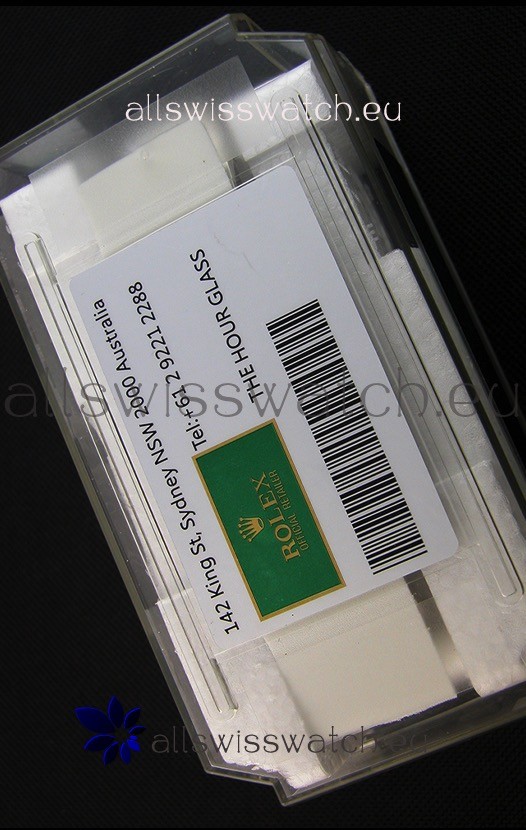 allswisswatch.eu
142 King St, Sydney NSW 2000 Australia
Tel:+61 2 9221 2288
THE HOUR GLASS
ROLEX
OFFICIAL RETAILER
allswisswatch.eu
allswisswatch.eu